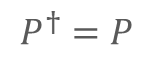 P† = P